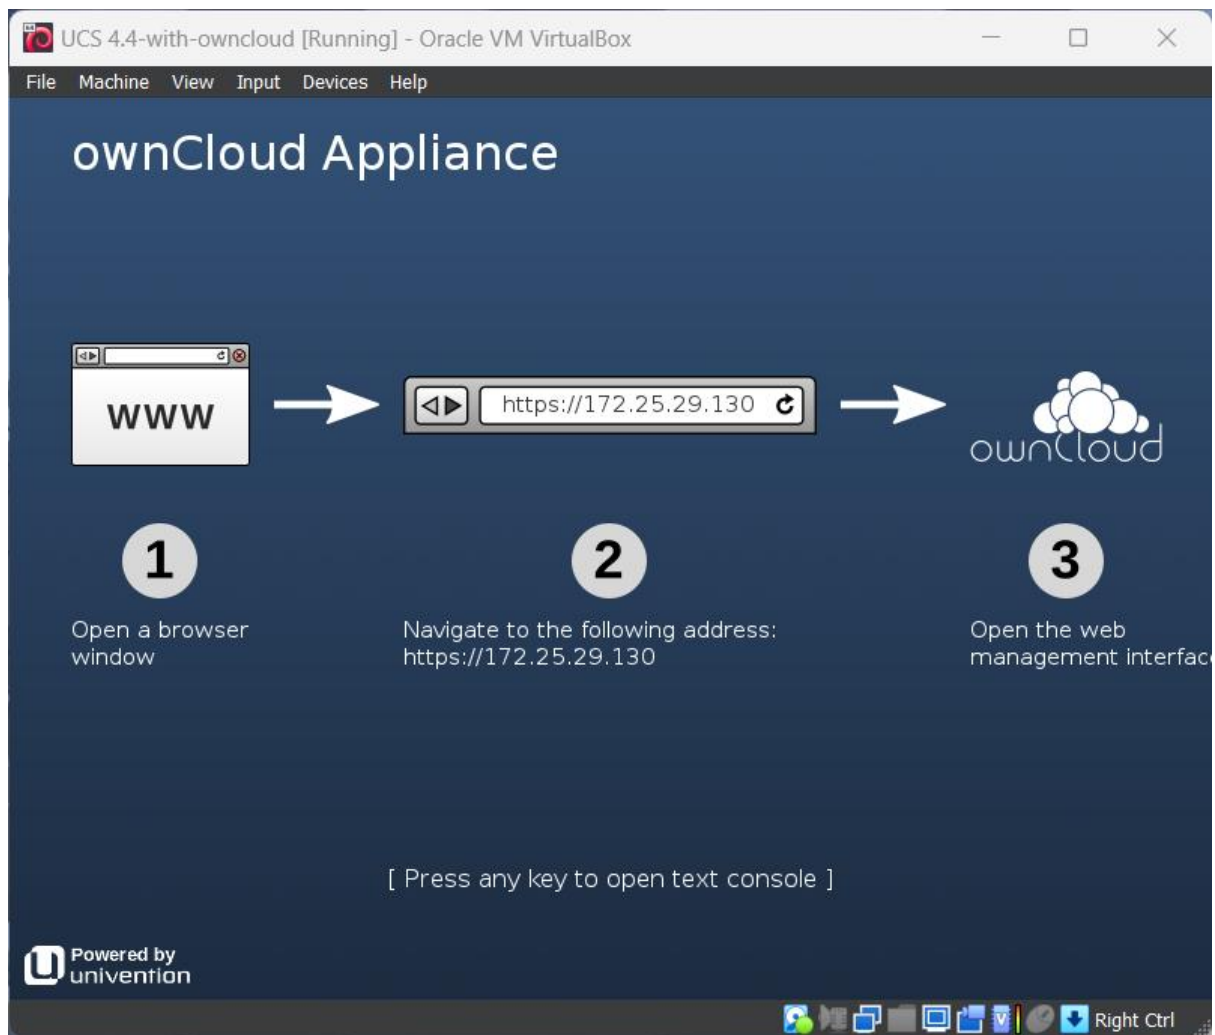 UCS 4.4-with-owncloud [Running] - Oracle VM VirtualBox
File Machine View Input Devices Help
ownCloud Appliance
www
https://172.25.29.130
ownCloud
1
2
3
Open a browser
window
Navigate to the following address:
https://172.25.29.130
Open the web
management interfac
[ Press any key to open text console ]
Powered by
univention
Right Ctrl